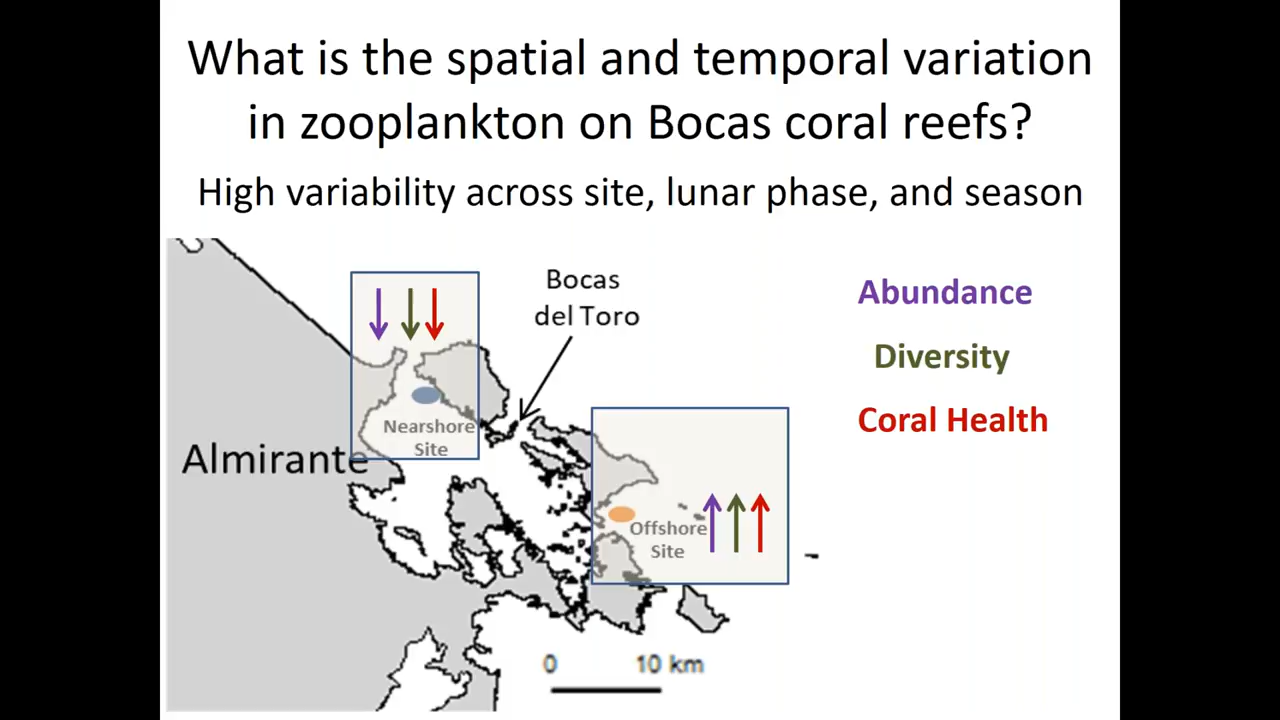 What is the spatial and temporal variation
in zooplankton on Bocas coral reefs?
High variability across site, lunar phase, and season
Bocas
del Toro
Abundance
Diversity
Coral Health
Nearshore
Site
Almirante
Offshore
Site
0 10 km